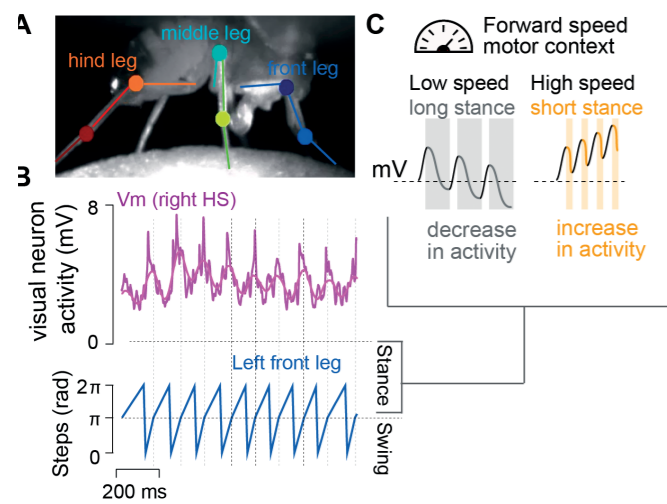 A
middle leg
hind leg
front leg
C
Forward speed
motor context
Low speed
long stance
High speed
short stance
mV
decrease
in activity
increase
in activity
B
Vm (right HS)
visual neuron
activity (mV)
8
0
Left front leg
Steps (rad)
2π
π
0
Stance
Swing
200 ms